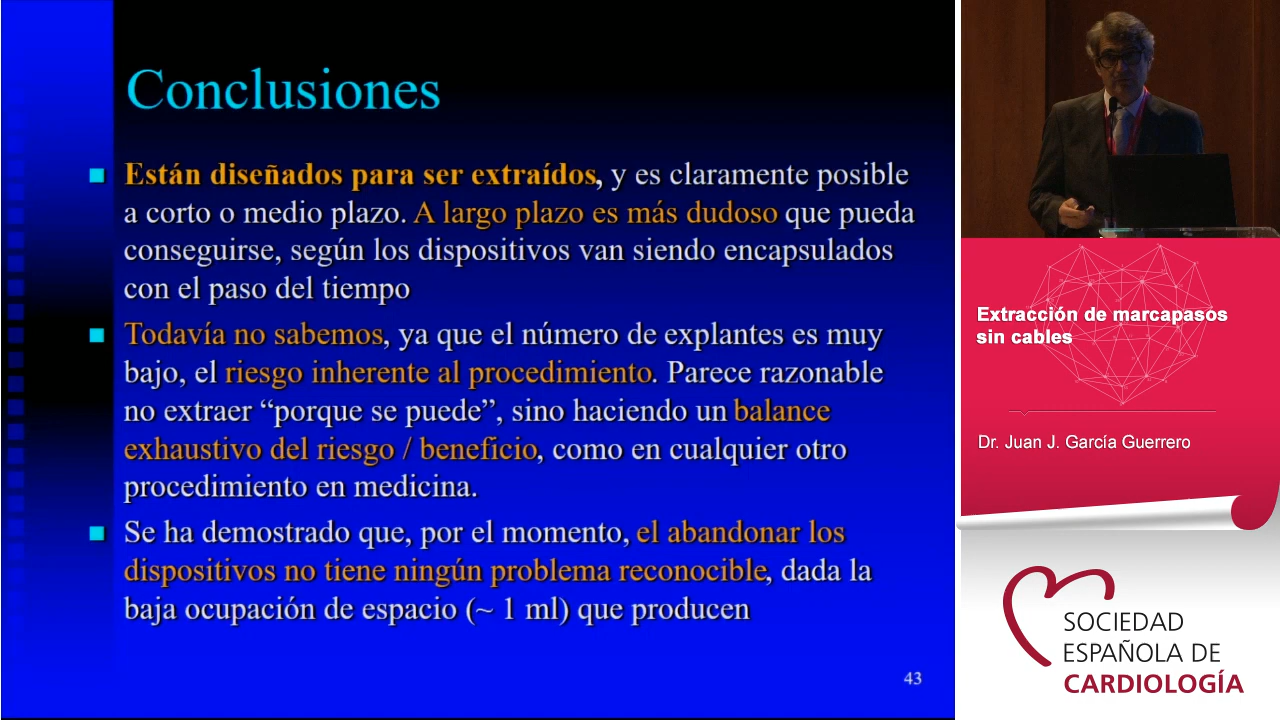 Conclusiones
Están diseñados para ser extraídos, y es claramente posible
a corto o medio plazo. A largo plazo es más dudoso que pueda
conseguirse, según los dispositivos van siendo encapsulados
con el paso del tiempo
Todavía no sabemos, ya que el número de explantes es muy
bajo, el riesgo inherente al procedimiento. Parece razonable
no extraer “porque se puede”, sino haciendo un balance
exhaustivo del riesgo / beneficio, como en cualquier otro
procedimiento en medicina.
Se ha demostrado que, por el momento, el abandonar los
dispositivos no tiene ningún problema reconocible, dada la
baja ocupación de espacio (~ 1 ml) que producen
43
Extracción de marcapasos
sin cables
Dr. Juan J. García Guerrero
SOCIEDAD
ESPAÑOLA DE
CARDIOLOGÍA